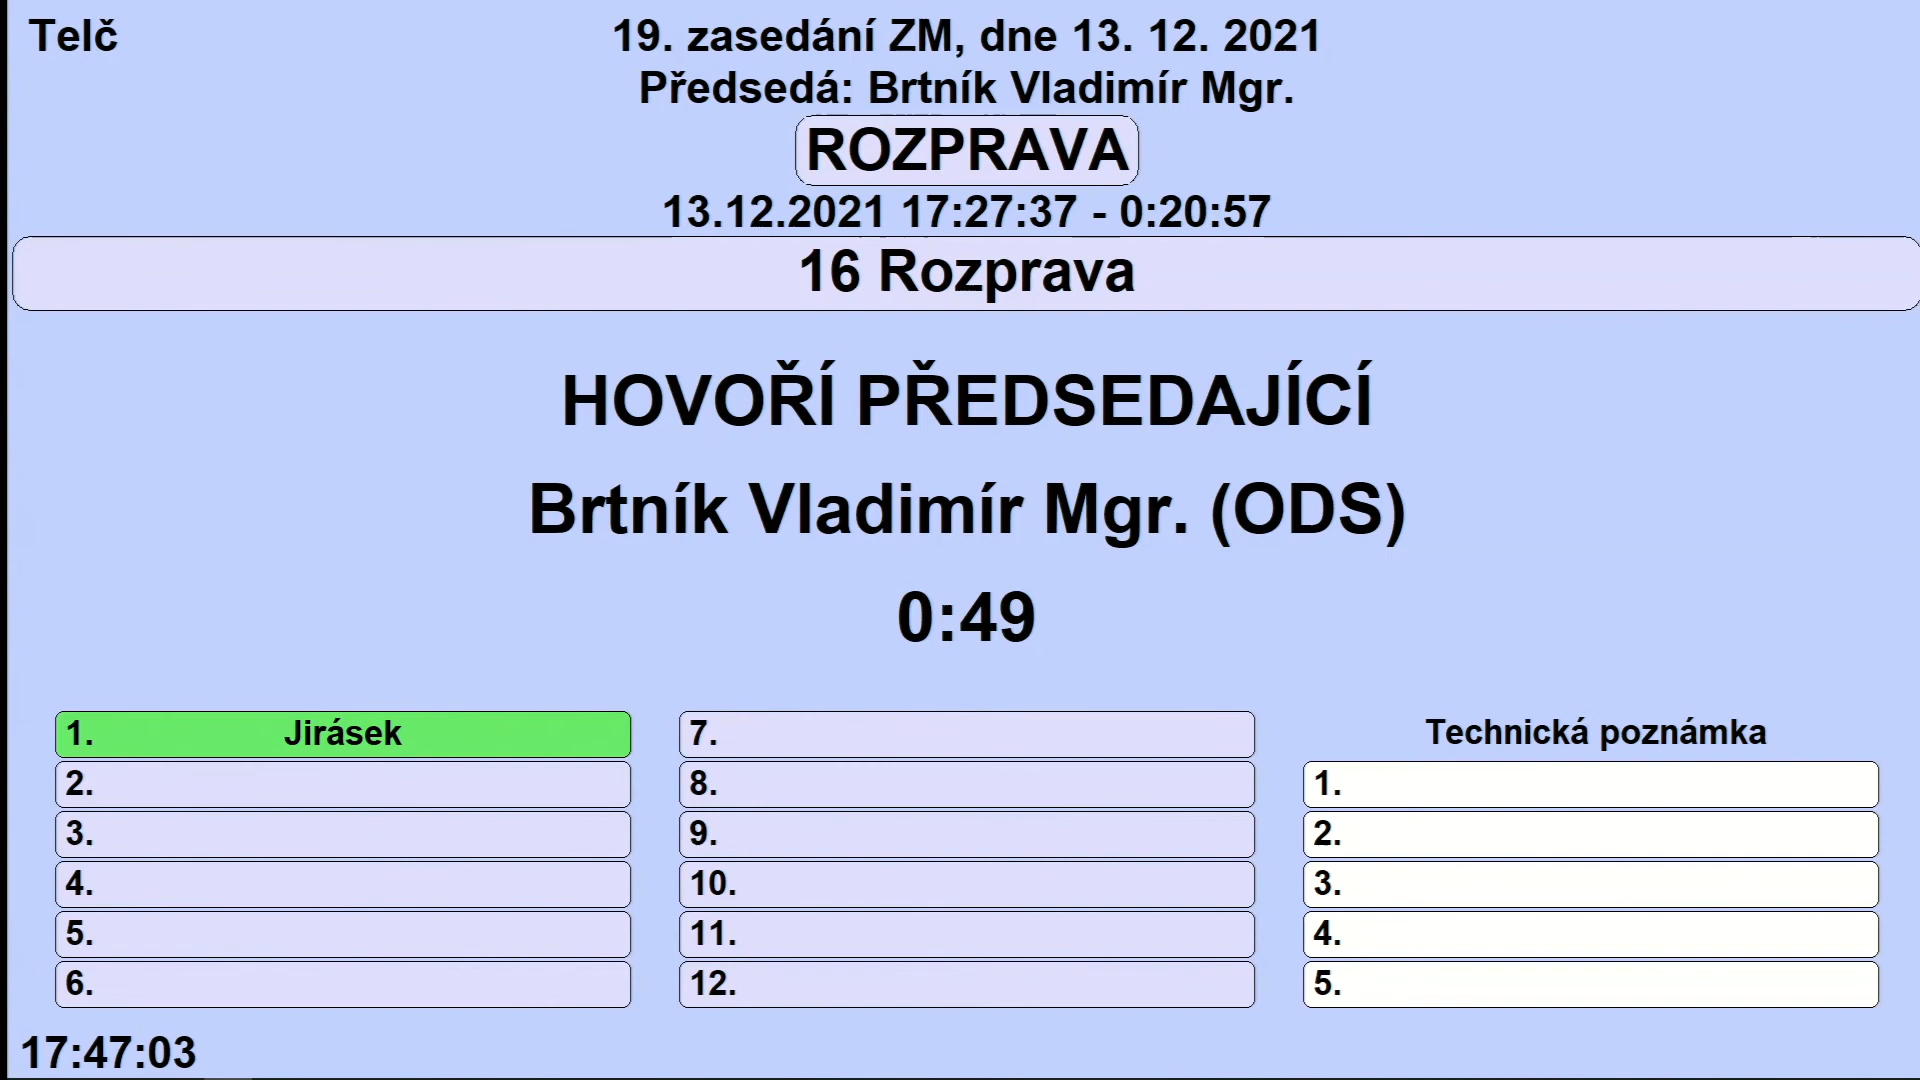 Telč
19. zasedání ZM, dne 13. 12. 2021
Předsedá: Brtník Vladimír Mgr.
ROZPRAVA
13.12.2021 17:27:37 - 0:20:57
16 Rozprava
HOVOŘÍ PŘEDSEDAJÍCÍ
Brtník Vladimír Mgr. (ODS)
0:49
1. Jirásek
2.
3.
4.
5.
6.
7.
8.
9.
10.
11.
12.
Technická poznámka
1.
2.
3.
4.
5.
17:47:03